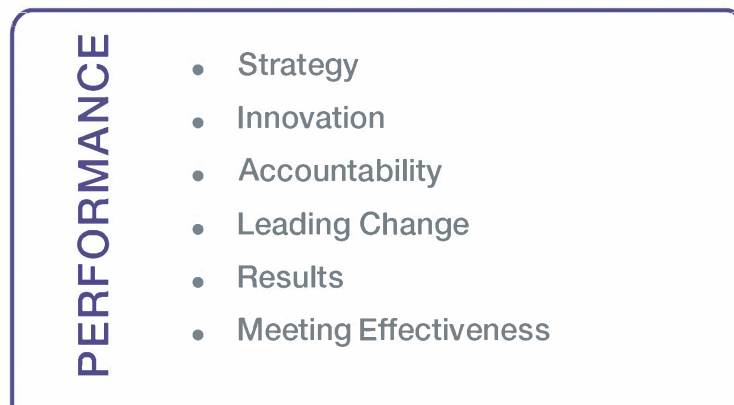 PERFORMANCE
• Strategy
• Innovation
• Accountability
• Leading Change
• Results
• Meeting Effectiveness